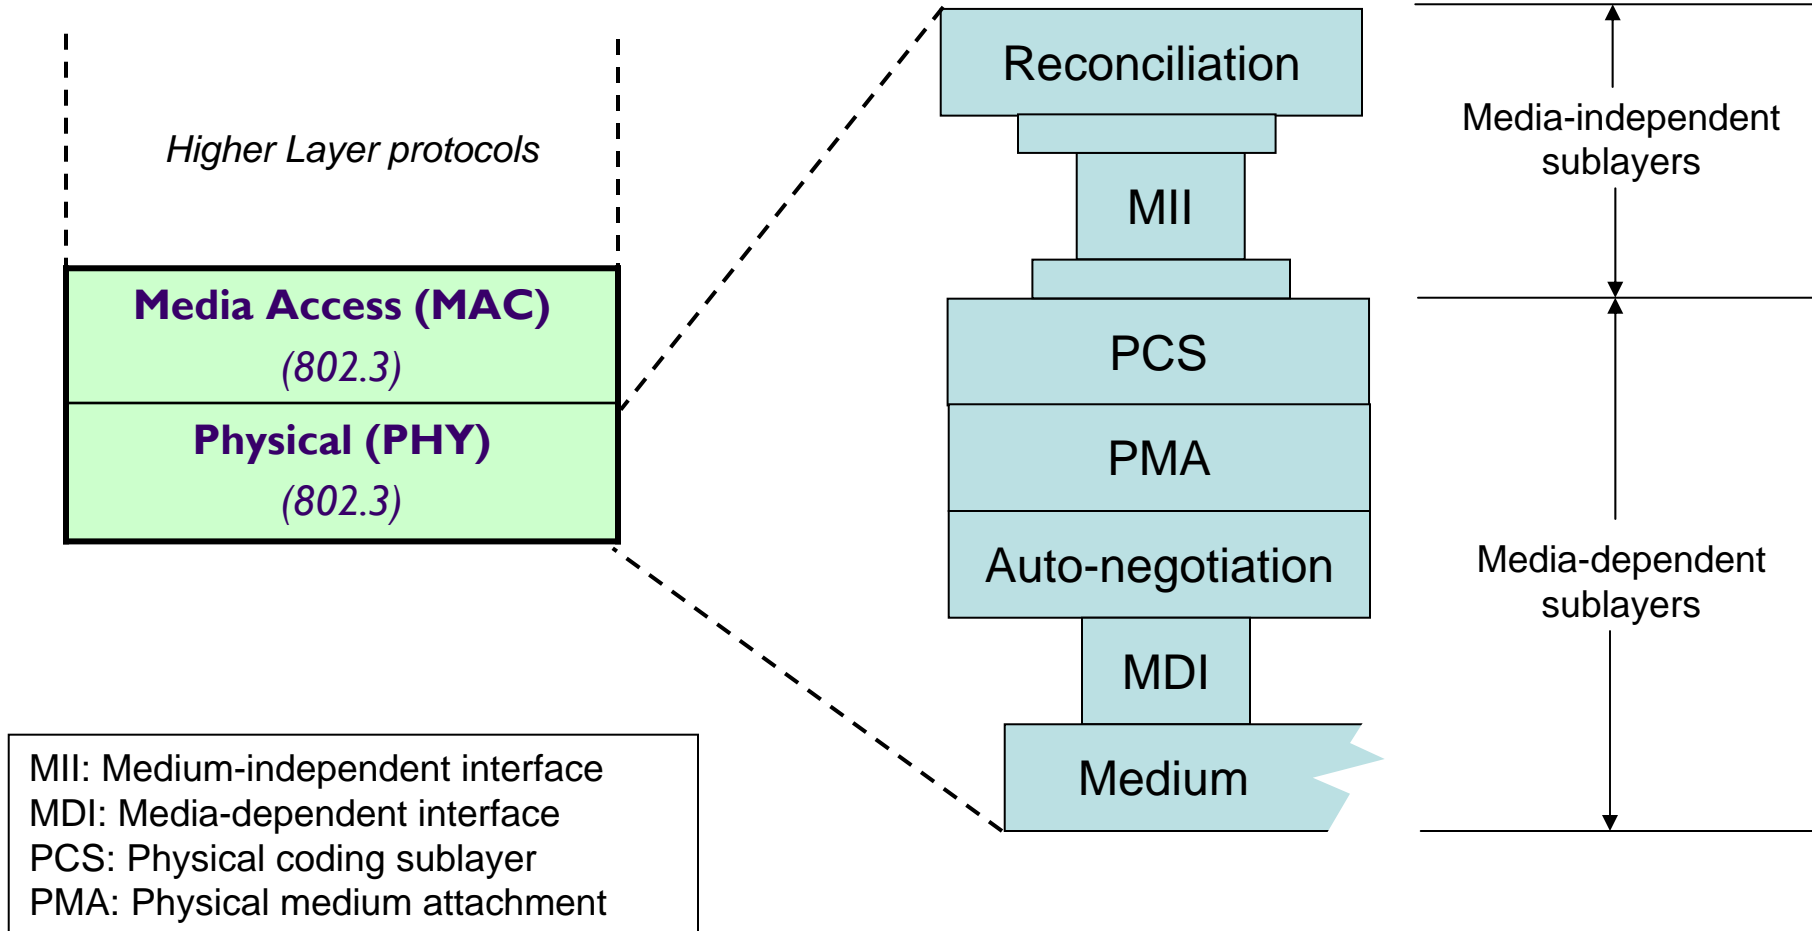 Higher Layer protocols
Media Access (MAC)
(802.3)
Physical (PHY)
(802.3)
Reconciliation
MII
PCS
PMA
Auto-negotiation
MDI
Medium
Media-independent
sublayers
Media-dependent
sublayers
MII: Medium-independent interface
MDI: Media-dependent interface
PCS: Physical coding sublayer
PMA: Physical medium attachment